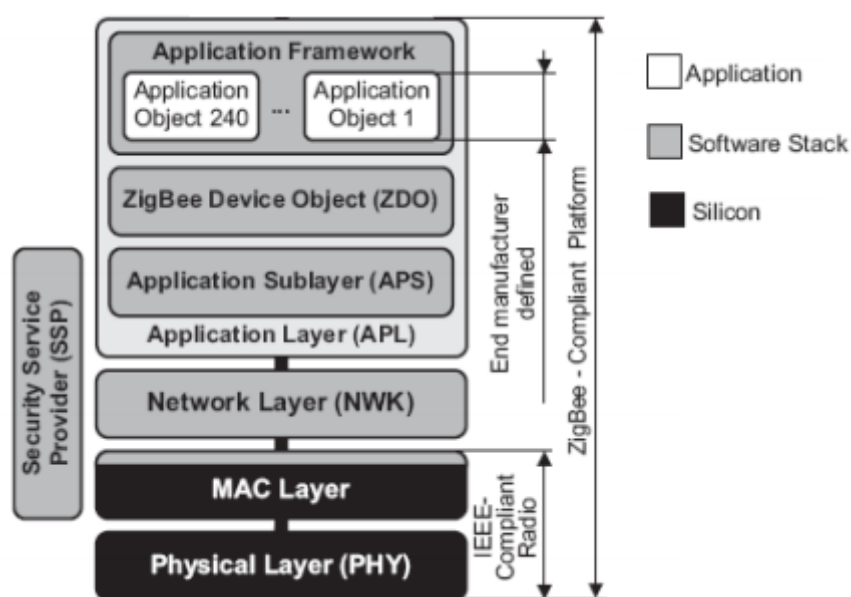 Application Framework
Application
Object 240
...
Application
Object 1
ZigBee Device Object (ZDO)
Application Sublayer (APS)
Application Layer (APL)
Network Layer (NWK)
MAC Layer
Physical Layer (PHY)
Security Service
Provider (SSP)
End manufacturer
defined
IEEE-
Compliant
Radio
ZigBee - Compliant Platform
Application
Software Stack
Silicon